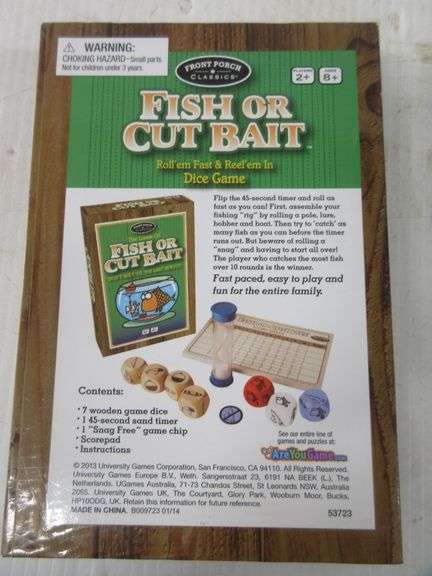 WARNING:
CHOKING HAZARD–Small parts.
Not for children under 3 years.
FRONT PORCH
CLASSICS
PLAYERS
2+
AGES
8+
FISH OR
CUT BAIT
Roll'em Fast & Reel'em In
Dice Game
Flip the 45-second timer and roll as
fast as you can! First, assemble your
fishing "rig" by rolling a pole, lure,
bobber and boat. Then try to 'catch' as
many fish as you can before the timer
runs out. But beware of rolling a
"snag" and having to start all over!
The player who catches the most fish
over 10 rounds is the winner.
Fast paced, easy to play and
fun for the entire family.
FRONT PORCH
FISH OR
CUT BAIT
Contents:
• 7 wooden game dice
• 1 45-second sand timer
• 1 "Snag Free" game chip
• Scorepad
• Instructions
See our entire line of
games and puzzles at:
AreYouGame.com
© 2013 University Games Corporation, San Francisco, CA 94110. All Rights Reserved.
University Games Europe B.V., Weth. Sangersstraat 23, 6191 NA BEEK (L.), The
Netherlands. UGames Australia, 71-73 Chandos Street, St Leonards NSW, Australia
2065. University Games UK, The Courtyard, Glory Park, Wooburn Moor, Bucks,
HP10ODG, UK. Retain this information for future reference.
MADE IN CHINA. B009723 01/14
53723